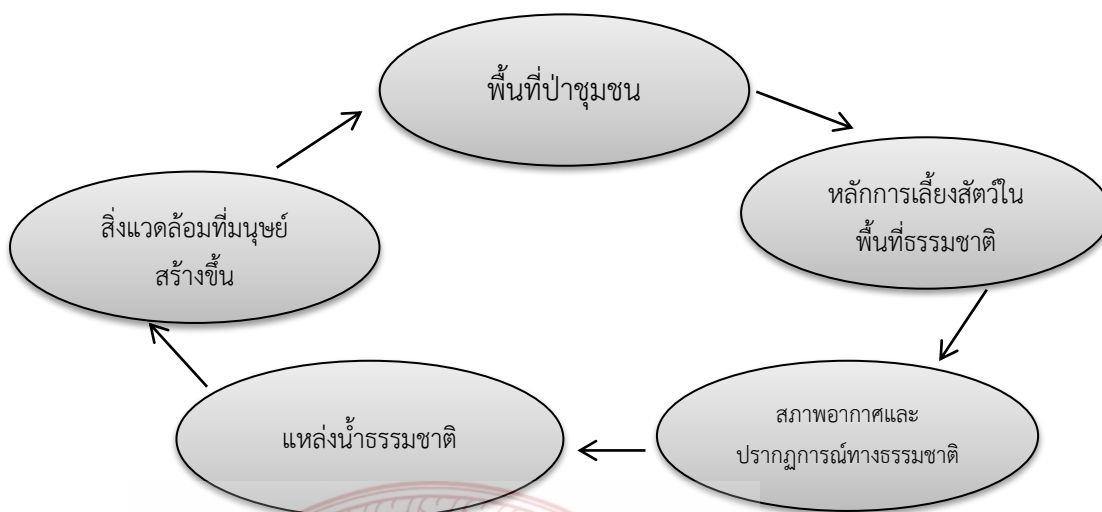 พื้นที่ป่าชุมชน
หลักการเลี้ยงสัตว์ใน
พื้นที่ธรรมชาติ
สภาพอากาศและ
ปรากฏการณ์ทางธรรมชาติ
แหล่งน้ำธรรมชาติ
สิ่งแวดล้อมที่มนุษย์
สร้างขึ้น